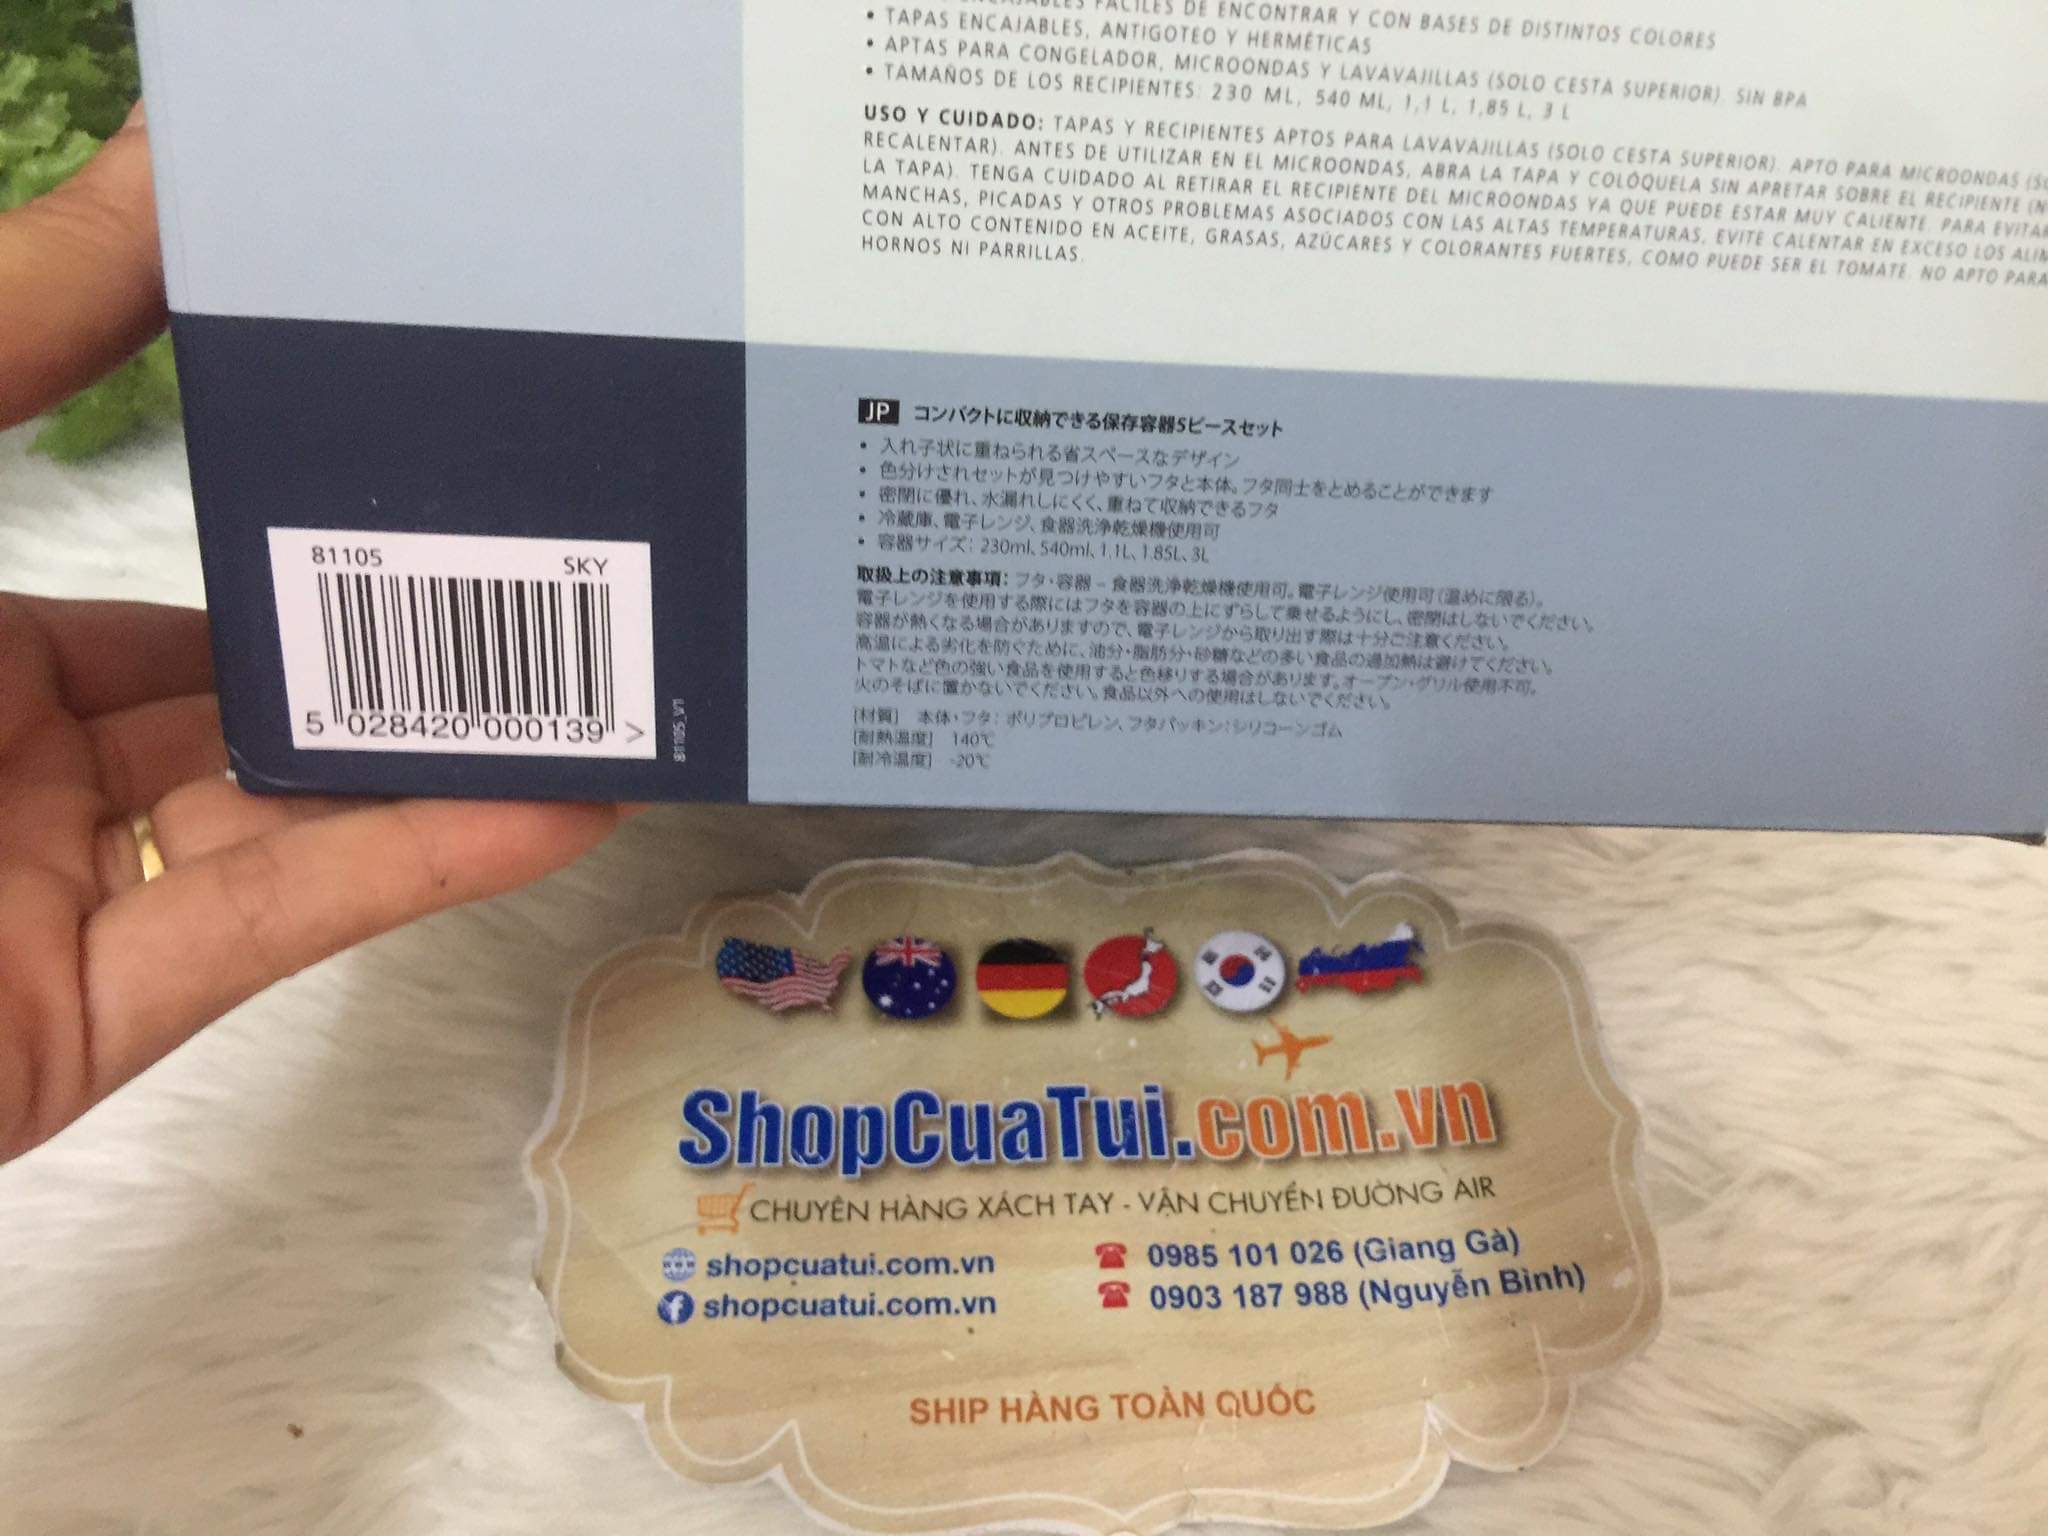 FÁCILES DE ENCONTRAR Y CON BASES DE DISTINTOS COLORES
• TAPAS ENCAJABLES, ANTIGOTEO Y HERMÉTICAS
• APTAS PARA CONGELADOR, MICROONDAS Y LAVAVAJILLAS (SOLO CESTA SUPERIOR). SIN BPA
• TAMAÑOS DE LOS RECIPIENTES: 230 ML, 540 ML, 1,1 L, 1,85 L, 3 L
USO Y CUIDADO: TAPAS Y RECIPIENTES APTOS PARA LAVAVAJILLAS (SOLO CESTA SUPERIOR). APTO PARA MICROONDAS
RECALENTAR). ANTES DE UTILIZAR EN EL MICROONDAS, ABRA LA TAPA Y COLÓQUELA SIN APRETAR SOBRE EL RECIPIENTE
LA TAPA). TENGA CUIDADO AL RETIRAR EL RECIPIENTE DEL MICROONDAS YA QUE PUEDE ESTAR MUY CALIENTE. PARA EVITAR
MANCHAS, PICADAS Y OTROS PROBLEMAS ASOCIADOS CON LAS ALTAS TEMPERATURAS, EVITE CALENTAR EN EXCESO LOS
CON ALTO CONTENIDO EN ACEITE, GRASAS, AZÚCARES Y COLORANTES FUERTES, COMO PUEDE SER EL TOMATE. NO APTO PARA
HORNOS NI PARRILLAS.
JP コンパクトに収納できる保存容器5ピースセット
• 入れ子状に重ねられる省スペースなデザイン
• 色分けされセットが見つけやすいフタと本体。フタ同士をとめることができます
• 密閉に優れ、水漏れしにくく、重ねて収納できるフタ
• 冷蔵庫、電子レンジ、食器洗浄乾燥機使用可
• 容器サイズ: 230ml、540ml、1.1L、1.85L、3L
取扱上の注意事項: フタ・容器 – 食器洗浄乾燥機使用可。電子レンジ使用可(温めに限る)。
電子レンジを使用する際にはフタを容器の上にずらして乗せるようにし、密閉はしないでください。
容器が熱くなる場合がありますので、電子レンジから取り出す際は十分ご注意ください。
高温による劣化を防ぐために、油分・脂肪分・砂糖などの多い食品の過加熱は避けてください。
トマトなど色の強い食品を使用すると色移りする場合があります。オーブン・グリル使用不可。
火のそばに置かないでください。食品以外への使用はしないでください。
[材質] 本体・フタ: ポリプロピレン、フタパッキン:シリコーンゴム
[耐熱温度] 140℃
[耐冷温度] -20℃
81105 SKY
5 028420 000139 >
81105_V1
ShopCuaTui.com.vn
CHUYÊN HÀNG XÁCH TAY - VẬN CHUYỂN ĐƯỜNG AIR
shopcuatui.com.vn 0985 101 026 (Giang Gà)
shopcuatui.com.vn 0903 187 988 (Nguyễn Bình)
SHIP HÀNG TOÀN QUỐC